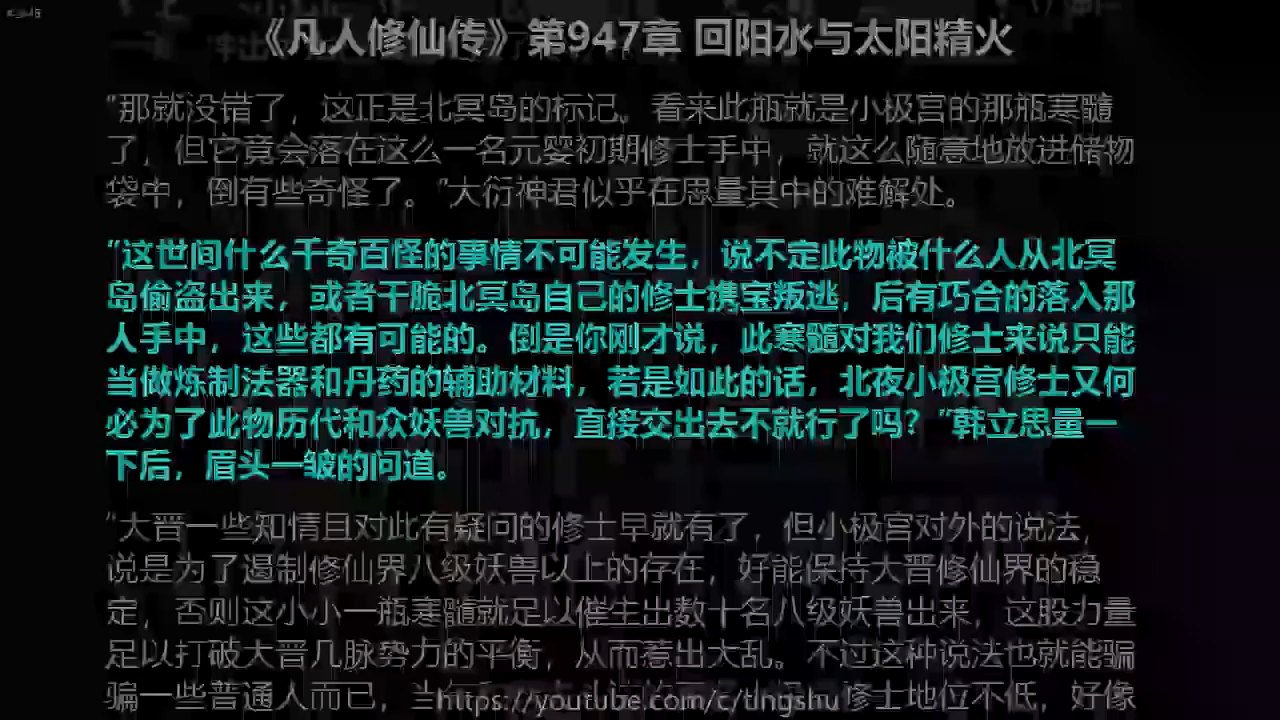 《凡人修仙传》第947章 回阳水与太阳精火
“那就没错了，这正是北冥岛的标记。看来此瓶就是小极宫的那瓶寒髓
了，但它竟会落在这么一名元婴初期修士手中，就这么随意地放进储物
袋中，倒有些奇怪了。”大衍神君似乎在思量其中的难解处。
“这世间什么千奇百怪的事情不可能发生，说不定此物被什么人从北冥
岛偷盗出来，或者干脆北冥岛自己的修士携宝叛逃，后有巧合的落入那
人手中，这些都有可能的。倒是你刚才说，此寒髓对我们修士来说只能
当做炼制法器和丹药的辅助材料，若是如此的话，北夜小极宫修士又何
必为了此物历代和众妖兽对抗，直接交出去不就行了吗？”韩立思量一
下后，眉头一皱的问道。
“大晋一些知情且对此有疑问的修士早就有了，但小极宫对外的说法，
说是为了遏制修仙界八级妖兽以上的存在，好能保持大晋修仙界的稳
定，否则这小小一瓶寒髓就足以催生出数十名八级妖兽出来，这股力量
足以打破大晋几脉势力的平衡，从而惹出大乱。不过这种说法也就能骗
骗一些普通人而已，当 修士地位不低，好像
https://youtube.com/c/tingshu